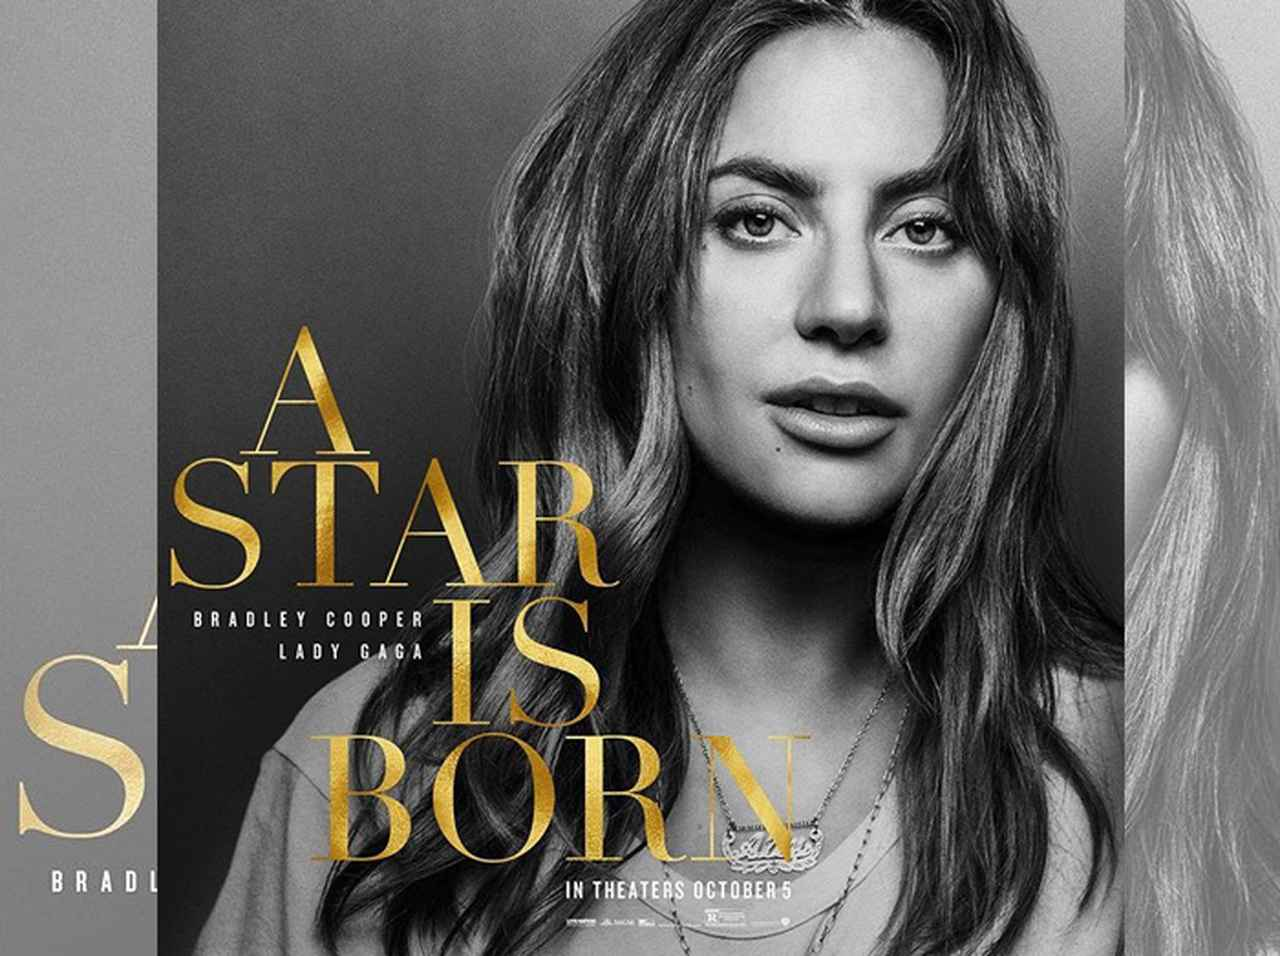 A
STAR
BRADLEY COOPER
LADY GAGA
IS
BORN
IN THEATERS OCTOBER 5
R
S
BRADL